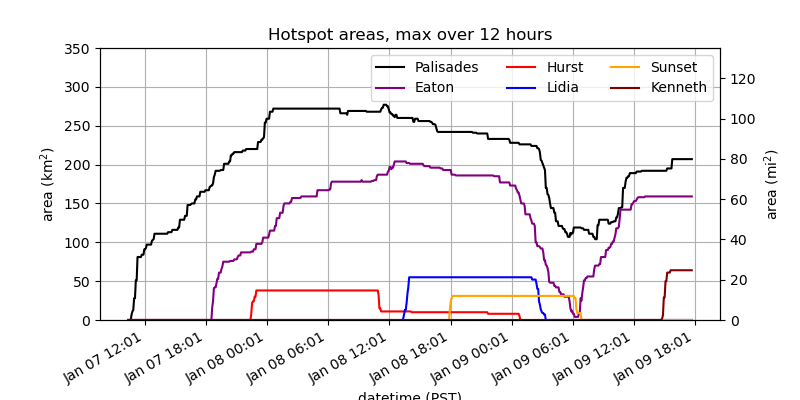 Hotspot areas, max over 12 hours
Palisades Hurst Sunset
Eaton Lidia Kenneth
area (km²)
350
300
250
200
150
100
50
0
area (mi²)
120
100
80
60
40
20
0
Jan 07 12:01
Jan 07 18:01
Jan 08 00:01
Jan 08 06:01
Jan 08 12:01
Jan 08 18:01
Jan 09 00:01
Jan 09 06:01
Jan 09 12:01
Jan 09 18:01
datetime (PST)